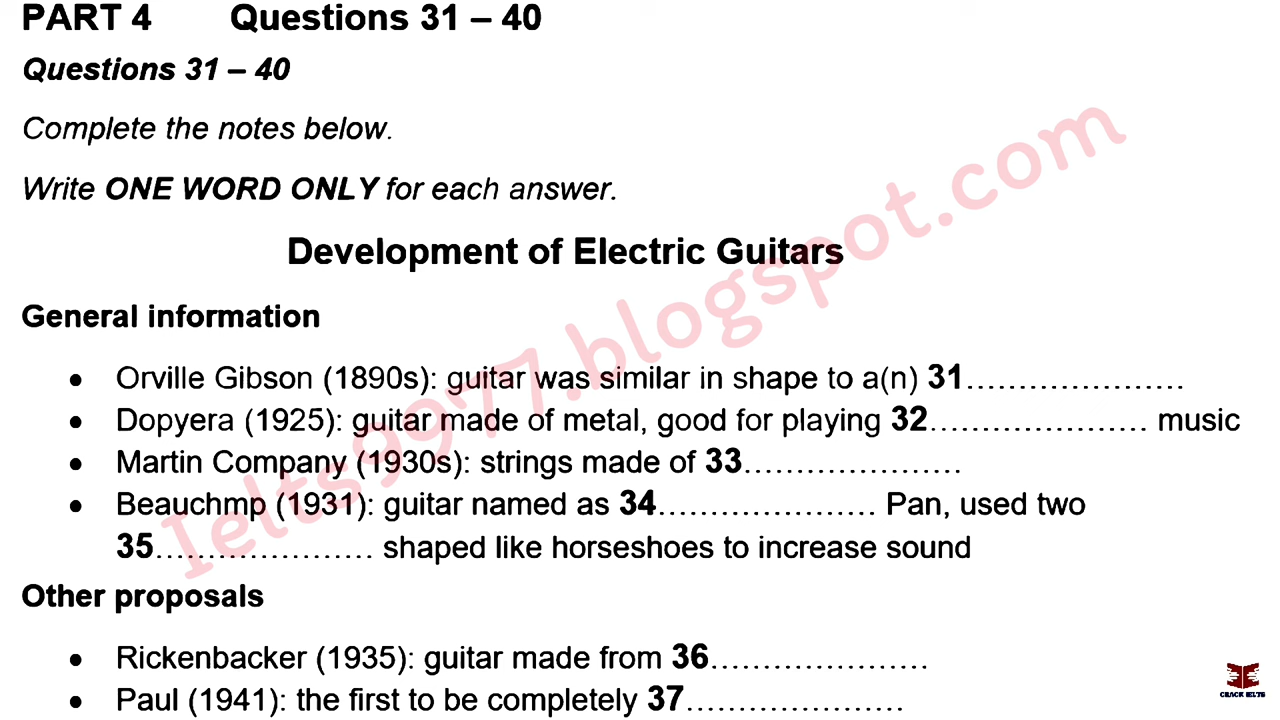 PART 4 Questions 31 – 40
Questions 31 – 40
Complete the notes below.
Write ONE WORD ONLY for each answer.
Development of Electric Guitars
General information
• Orville Gibson (1890s): guitar was similar in shape to a(n) 31.....................
• Dopyera (1925): guitar made of metal, good for playing 32..................... music
• Martin Company (1930s): strings made of 33.....................
• Beauchmp (1931): guitar named as 34..................... Pan, used two
35..................... shaped like horseshoes to increase sound
Other proposals
• Rickenbacker (1935): guitar made from 36.....................
• Paul (1941): the first to be completely 37.....................
Ielts9977.blogspot.com
CRACK IELTS